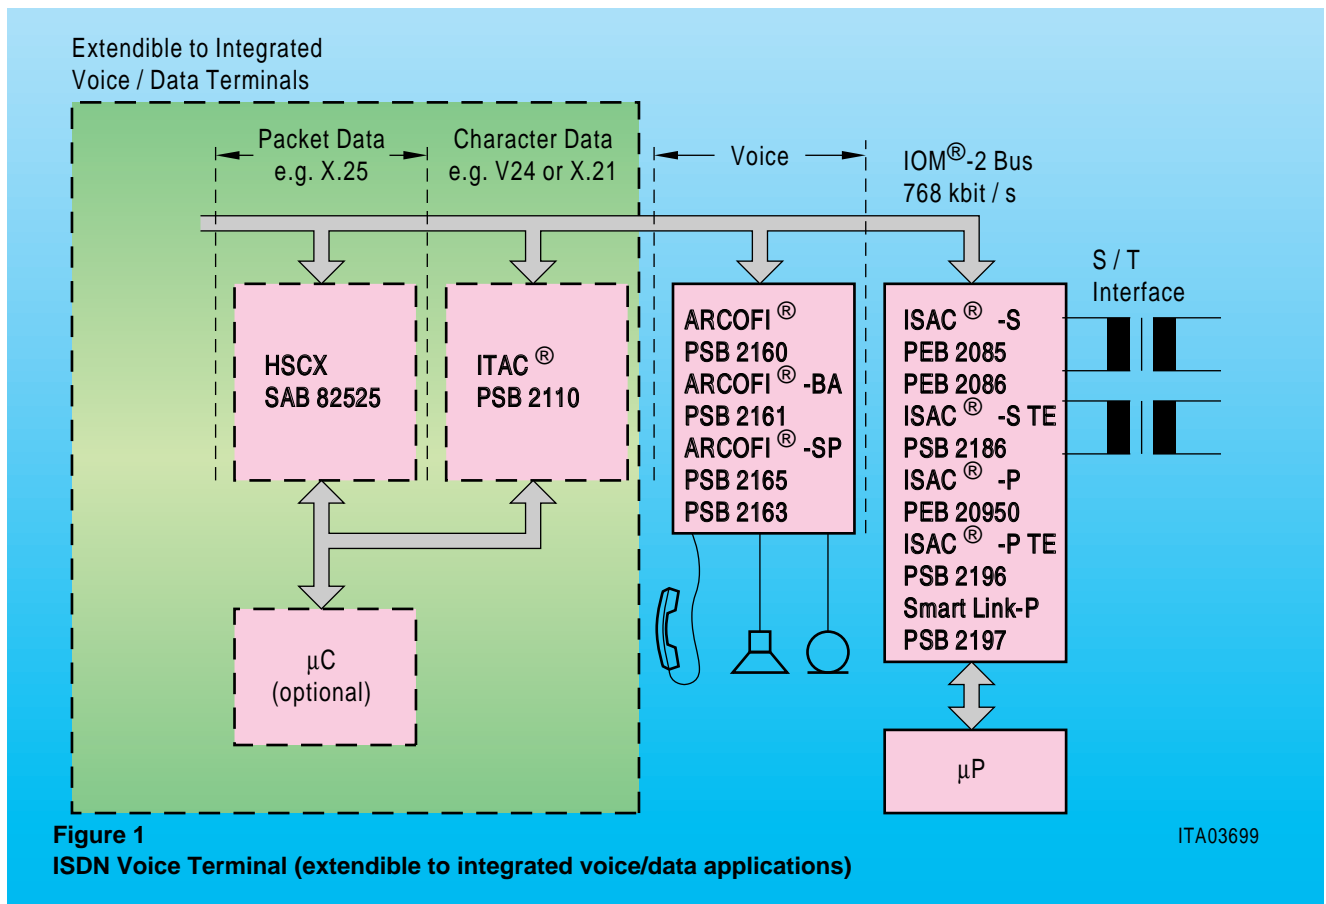 Extendible to Integrated
Voice / Data Terminals
Packet Data
e.g. X.25
Character Data
e.g. V24 or X.21
Voice
IOM®-2 Bus
768 kbit / s
S / T
Interface
HSCX
SAB 82525
ITAC ®
PSB 2110
ARCOFI ®
PSB 2160
ARCOFI ® -BA
PSB 2161
ARCOFI ® -SP
PSB 2165
PSB 2163
ISAC ® -S
PEB 2085
PEB 2086
ISAC ® -S TE
PSB 2186
ISAC ® -P
PEB 20950
ISAC ® -P TE
PSB 2196
Smart Link-P
PSB 2197
μC
(optional)
μP
Figure 1
ISDN Voice Terminal (extendible to integrated voice/data applications)
ITA03699